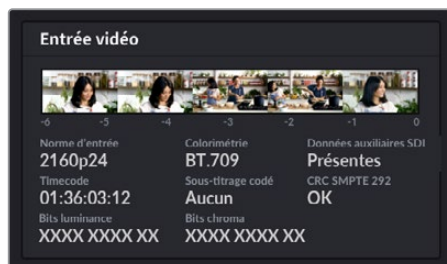 Entrée vidéo
-6 -5 -4 -3 -2 -1 0
Norme d'entrée Colorimétrie Données auxiliaires SDI
2160p24 BT.709 Présentes
Timecode Sous-titrage codé CRC SMPTE 292
01:36:03:12 Aucun OK
Bits luminance Bits chroma
XXXX XXXX XX XXXX XXXX XX